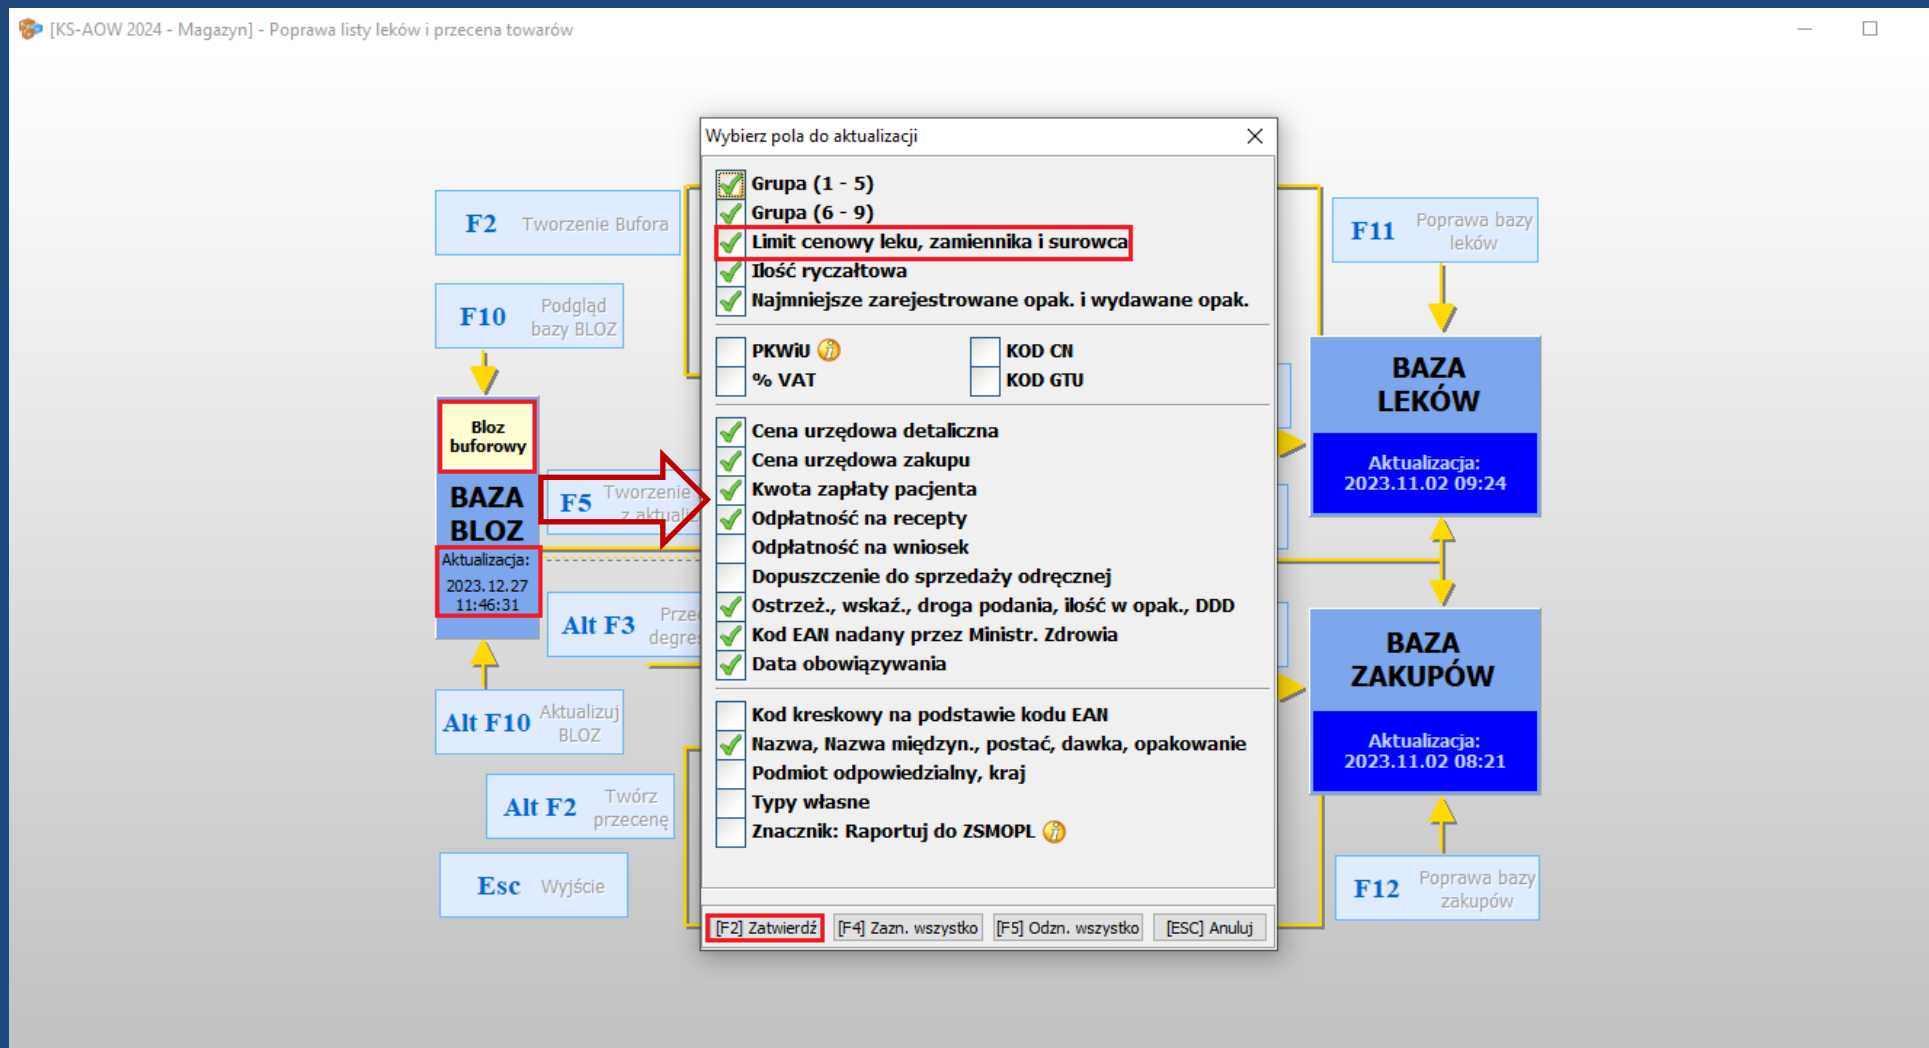 [KS-AOW 2024 - Magazyn] - Poprawa listy leków i przecena towarów
F2 Tworzenie Bufora
F10 Podgląd
bazy BLOZ
Bloz
buforowy
BAZA
BLOZ
Aktualizacja:
2023.12.27
11:46:31
F5 Tworzenie
z aktualiz
Alt F3
degre
Alt F10 Aktualizuj
BLOZ
Alt F2 Twórz
przecenę
Esc Wyjście
Wybierz pola do aktualizacji
Grupa (1 - 5)
Grupa (6 - 9)
Limit cenowy leku, zamiennika i surowca
Ilość ryczałtowa
Najmniejsze zarejestrowane opak. i wydawane opak.
PKWiU KOD CN
% VAT KOD GTU
Cena urzędowa detaliczna
Cena urzędowa zakupu
Kwota zapłaty pacjenta
Odpłatność na recepty
Odpłatność na wniosek
Dopuszczenie do sprzedaży odręcznej
Ostrzeż., wskaź., droga podania, ilość w opak., DDD
Kod EAN nadany przez Ministr. Zdrowia
Data obowiązywania
Kod kreskowy na podstawie kodu EAN
Nazwa, Nazwa międzyn., postać, dawka, opakowanie
Podmiot odpowiedzialny, kraj
Typy własne
Znacznik: Raportuj do ZSMOPL
[F2] Zatwierdź [F4] Zazn. wszystko [F5] Odzn. wszystko [ESC] Anuluj
F11 Poprawa bazy
leków
BAZA
LEKÓW
Aktualizacja:
2023.11.02 09:24
BAZA
ZAKUPÓW
Aktualizacja:
2023.11.02 08:21
F12 Poprawa bazy
zakupów